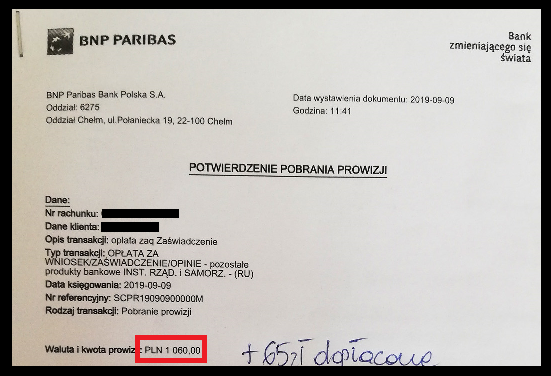 BNP PARIBAS
Bank
zmieniającego się
świata
BNP Paribas Bank Polska S.A.
Oddział: 6275
Oddział Chełm, ul.Połaniecka 19, 22-100 Chełm
Data wystawienia dokumentu: 2019-09-09
Godzina: 11:41
POTWIERDZENIE POBRANIA PROWIZJI
Dane:
Nr rachunku:
Dane klienta:
Opis transakcji: opłata zaq Zaświadczenie
Typ transakcji: OPŁATA ZA
WNIOSEK/ZAŚWIADCZENIE/OPINIE - pozostałe
produkty bankowe INST. RZĄD. i SAMORZ. - (RU)
Data księgowania: 2019-09-09
Nr referencyjny: SCPR19090900000M
Rodzaj transakcji: Pobranie prowizji
Waluta i kwota prowizji: PLN 1 060,00
+ 65 zł dopłacone